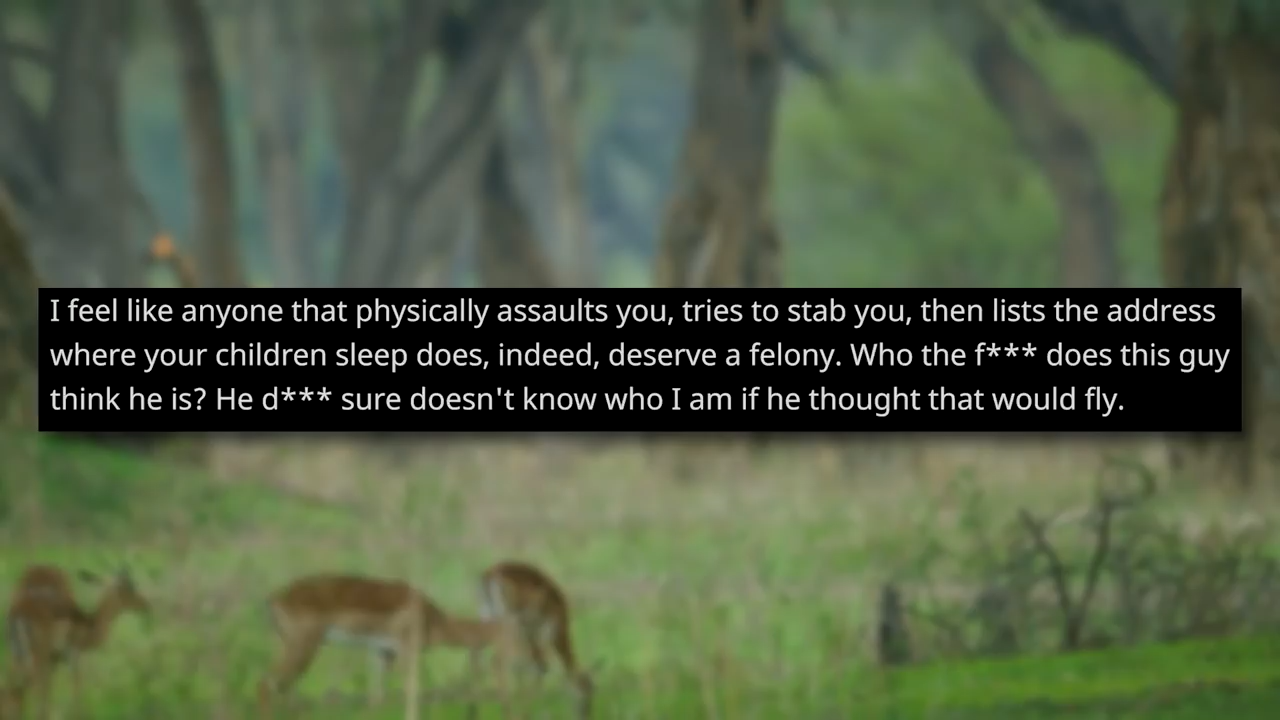 I feel like anyone that physically assaults you, tries to stab you, then lists the address
where your children sleep does, indeed, deserve a felony. Who the f*** does this guy
think he is? He d*** sure doesn't know who I am if he thought that would fly.